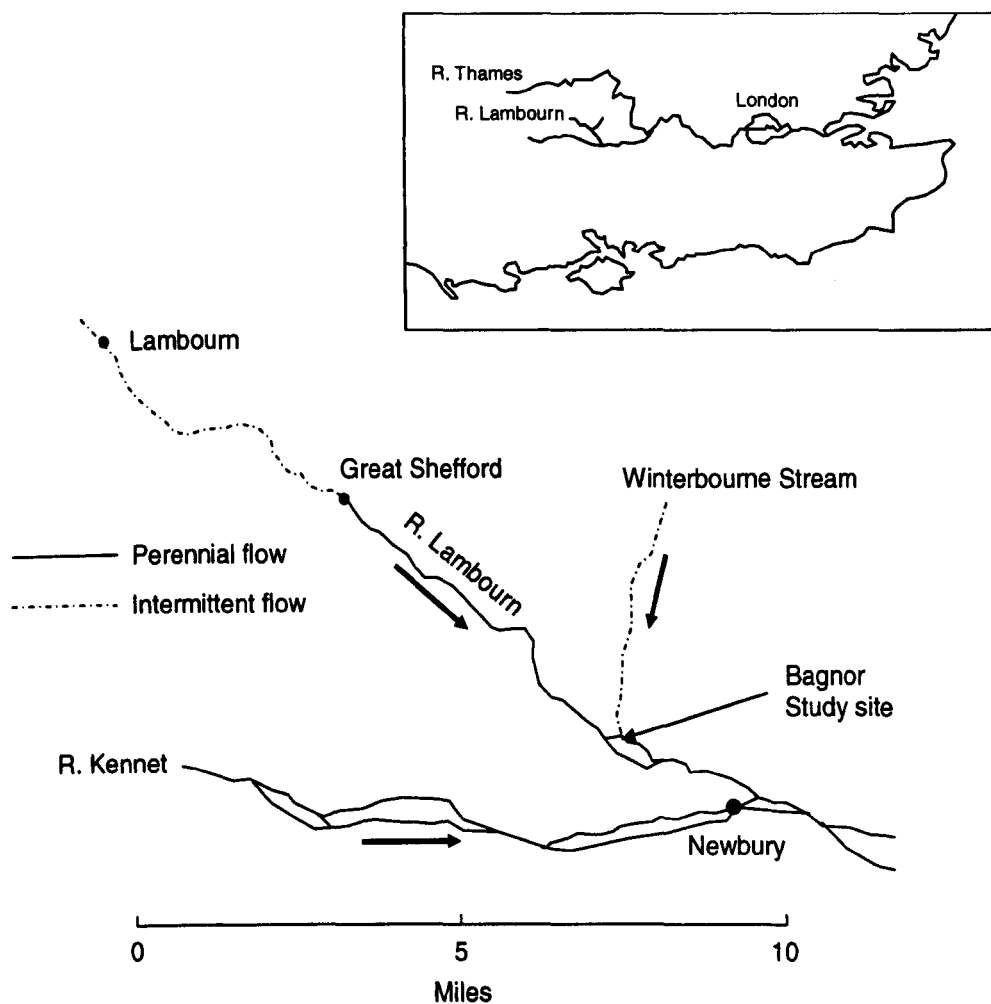 R. Thames
R. Lambourn
London
Lambourn
Great Shefford
Winterbourne Stream
R. Lambourn
Perennial flow
Intermittent flow
Bagnor
Study site
R. Kennet
Newbury
0 5 10
Miles